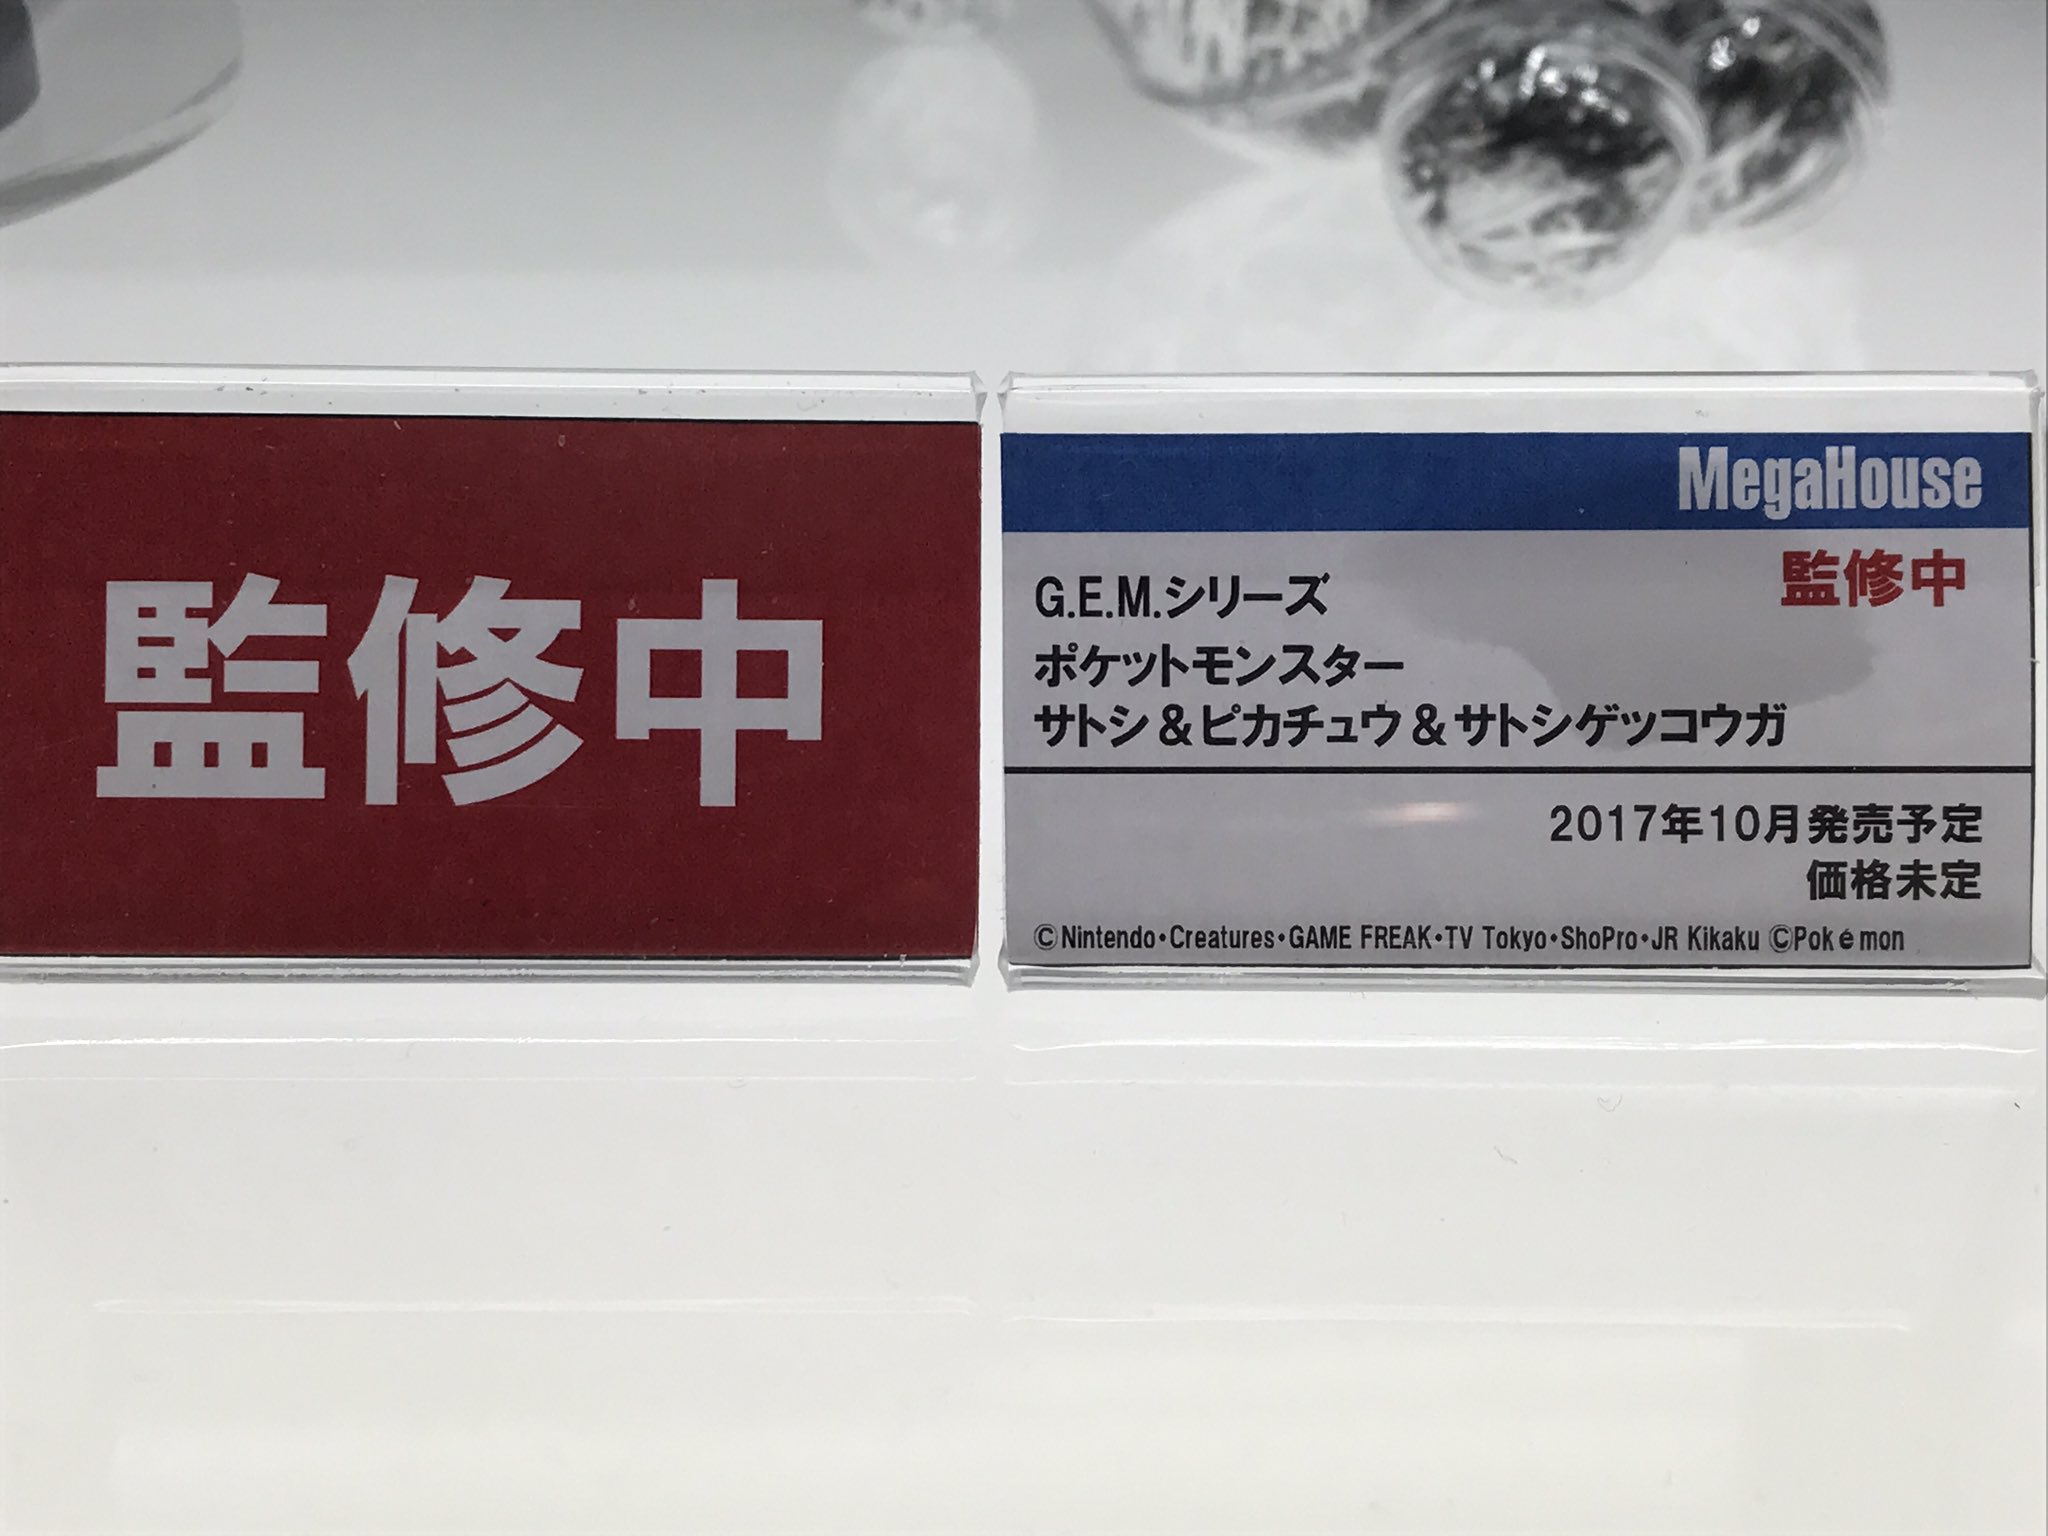 監修中
MegaHouse
監修中
G.E.M.シリーズ
ポケットモンスター
サトシ&ピカチュウ&サトシゲッコウガ
2017年10月発売予定
価格未定
©Nintendo・Creatures・GAME FREAK・TV Tokyo・ShoPro・JR Kikaku ©Pokémon